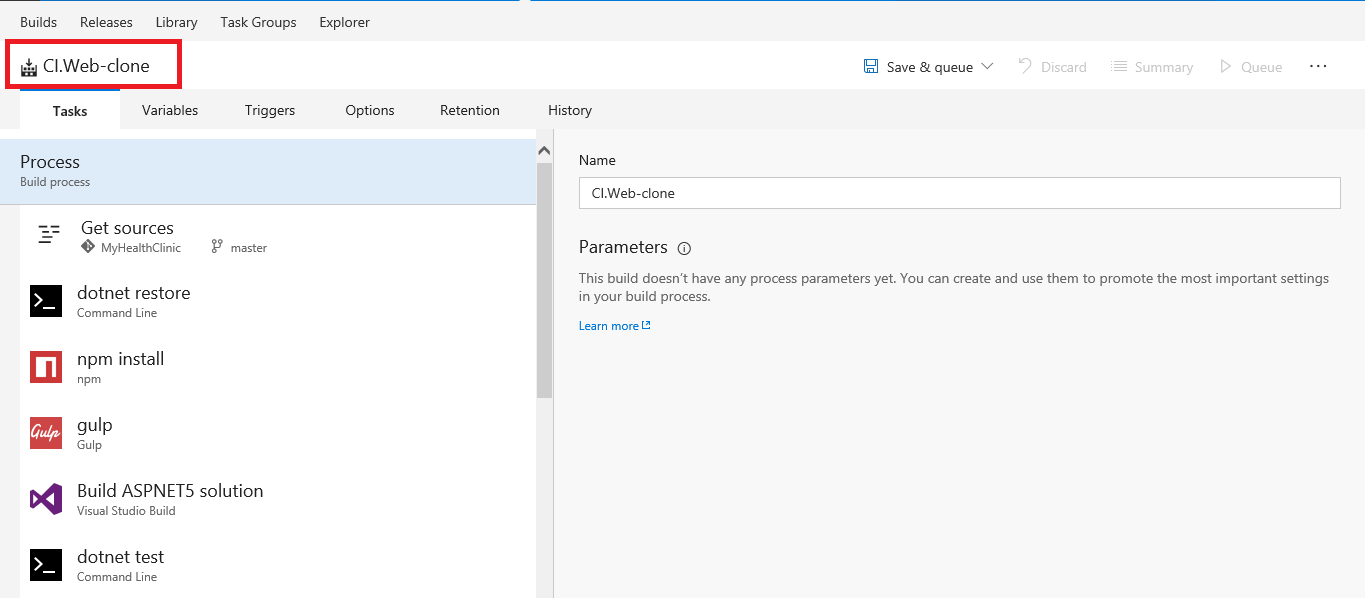 Builds Releases Library Task Groups Explorer
CI.Web-clone Save & queue Discard Summary Queue
Tasks Variables Triggers Options Retention History
Process
Build process
Get sources
MyHealthClinic master
dotnet restore
Command Line
npm install
npm
Gulp
gulp
Gulp
Build ASPNET5 solution
Visual Studio Build
dotnet test
Command Line
Name
CI.Web-clone
Parameters
This build doesn't have any process parameters yet. You can create and use them to promote the most important settings
in your build process.
Learn more